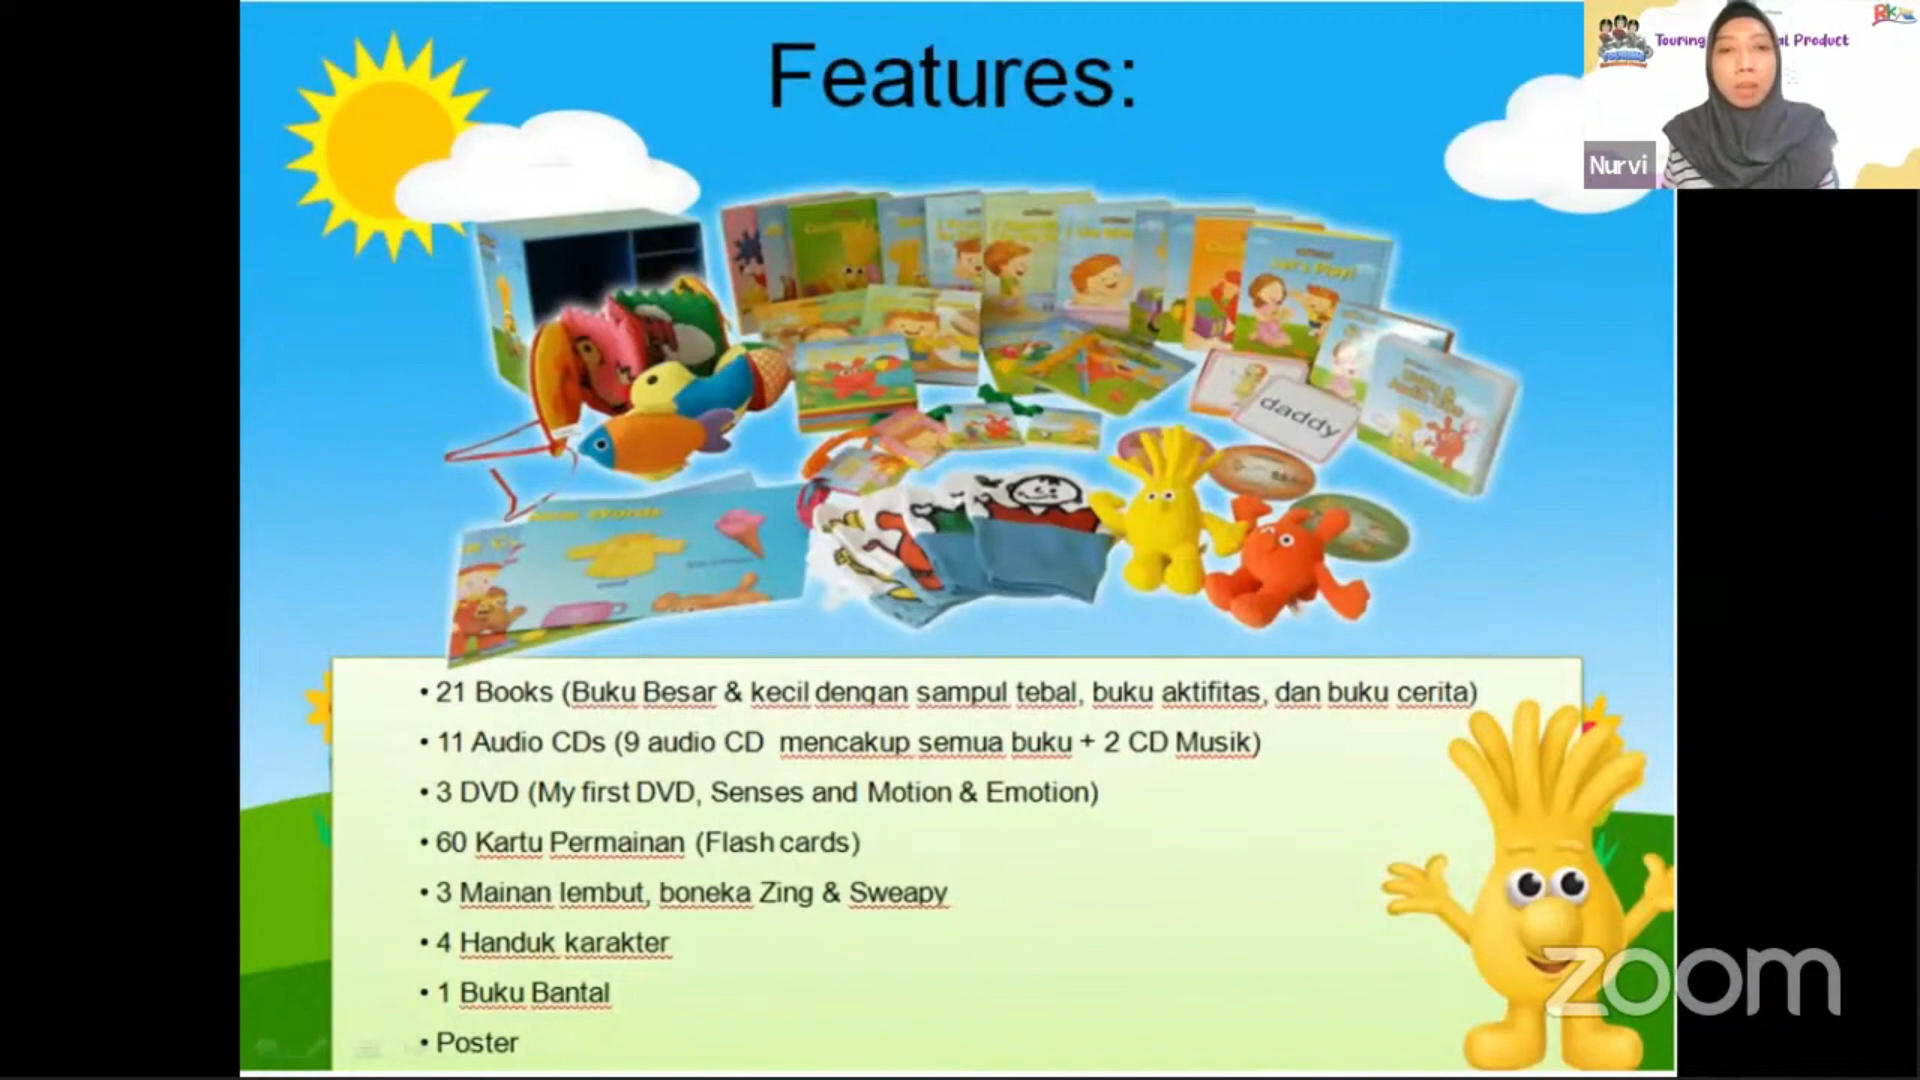 Features:
Touring
al Product
Nurvi
Let's Play!
daddy
• 21 Books (Buku Besar & kecil dengan sampul tebal, buku aktifitas, dan buku cerita)
• 11 Audio CDs (9 audio CD mencakup semua buku + 2 CD Musik)
• 3 DVD (My first DVD, Senses and Motion & Emotion)
• 60 Kartu Permainan (Flash cards)
• 3 Mainan lembut, boneka Zing & Sweapy
• 4 Handuk karakter
• 1 Buku Bantal
• Poster
zoom